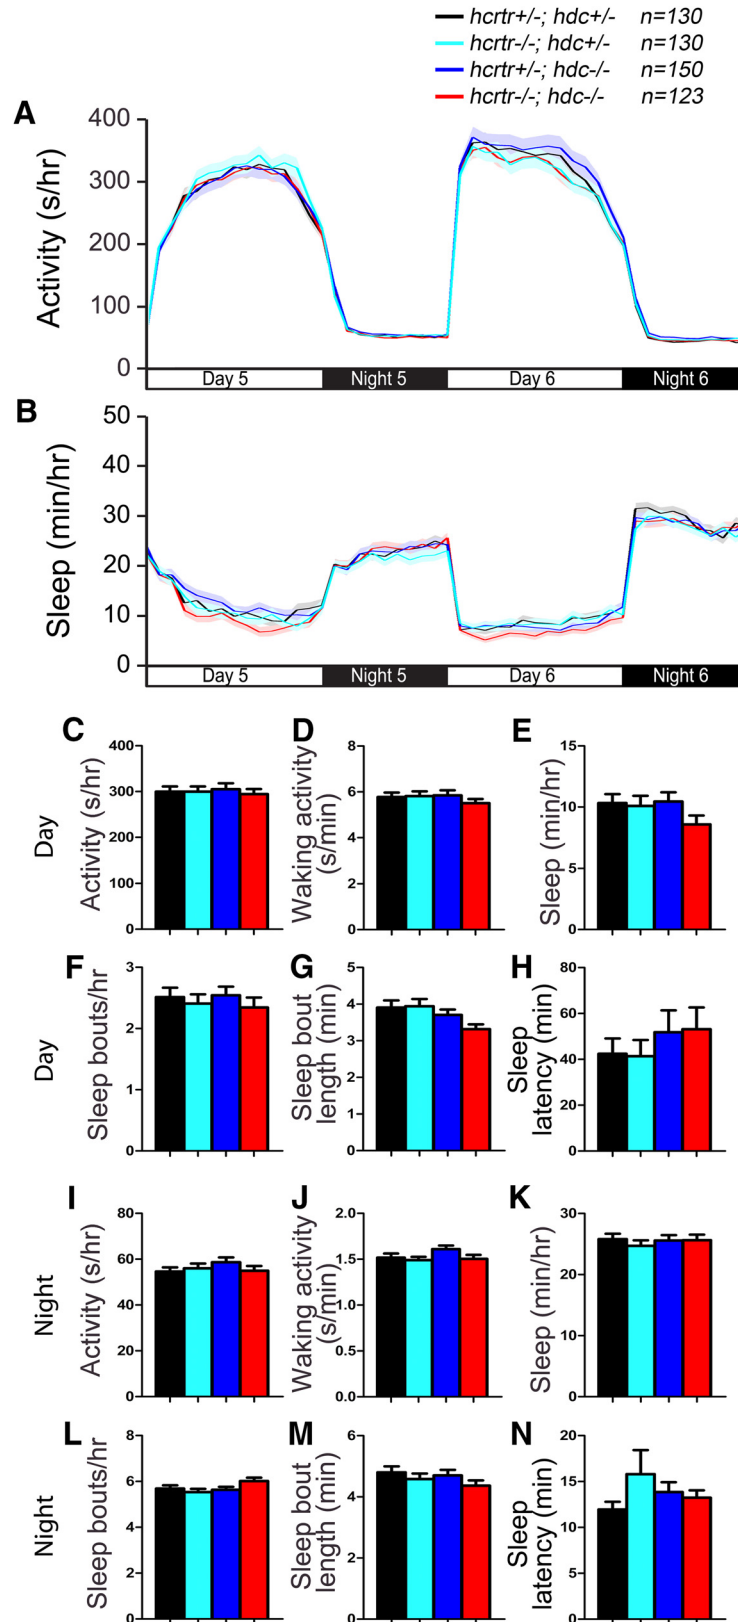 hcrtr+/-; hdc+/- n=130
hcrtr-/-; hdc+/- n=130
hcrtr+/-; hdc-/- n=150
hcrtr-/-; hdc-/- n=123
A
Activity (s/hr)
400
300
200
100
0
Day 5 Night 5 Day 6 Night 6
B
Sleep (min/hr)
50
40
30
20
10
0
Day 5 Night 5 Day 6 Night 6
Day
C
Activity (s/hr)
400
300
200
100
0
D
Waking activity
(s/min)
8
6
4
2
0
E
Sleep (min/hr)
15
10
5
0
Day
F
Sleep bouts/hr
3
2
1
0
G
Sleep bout
length (min)
5
4
3
2
1
0
H
Sleep
latency (min)
80
60
40
20
0
Night
I
Activity (s/hr)
80
60
40
20
0
J
Waking activity
(s/min)
2.0
1.5
1.0
0.5
0.0
K
Sleep (min/hr)
30
20
10
0
Night
L
Sleep bouts/hr
8
6
4
2
0
M
Sleep bout
length (min)
6
4
2
0
N
Sleep
latency (min)
20
15
10
5
0